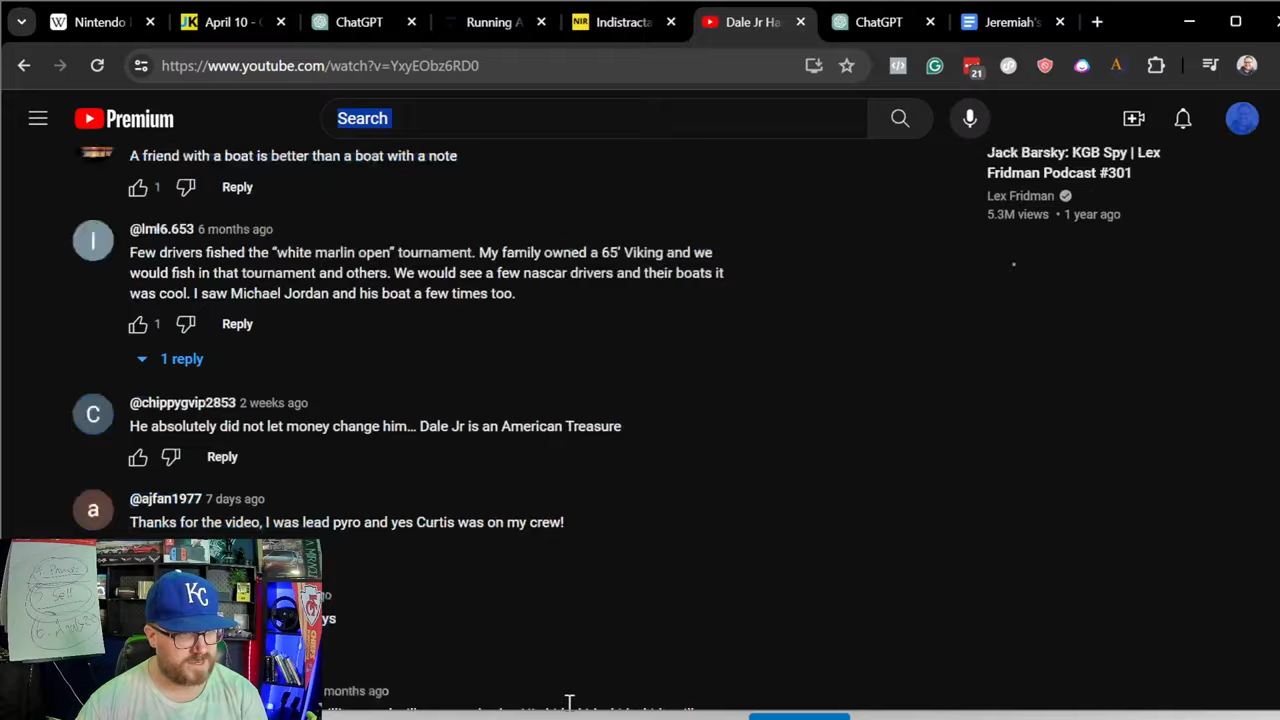 Nintendo
April 10 -
ChatGPT
Running A
NIR
Indistracta
Dale Jr Ha
ChatGPT
Jeremiah's
https://www.youtube.com/watch?v=YxyEObz6RD0
21
Premium
Search
A friend with a boat is better than a boat with a note
1
Reply
Jack Barsky: KGB Spy | Lex
Fridman Podcast #301
Lex Fridman
5.3M views • 1 year ago
@lml6.653 6 months ago
Few drivers fished the “white marlin open” tournament. My family owned a 65’ Viking and we
would fish in that tournament and others. We would see a few nascar drivers and their boats it
was cool. I saw Michael Jordan and his boat a few times too.
1
Reply
1 reply
@chippygvip2853 2 weeks ago
He absolutely did not let money change him… Dale Jr is an American Treasure
Reply
@ajfan1977 7 days ago
Thanks for the video, I was lead pyro and yes Curtis was on my crew!
KC
Sell
months ago